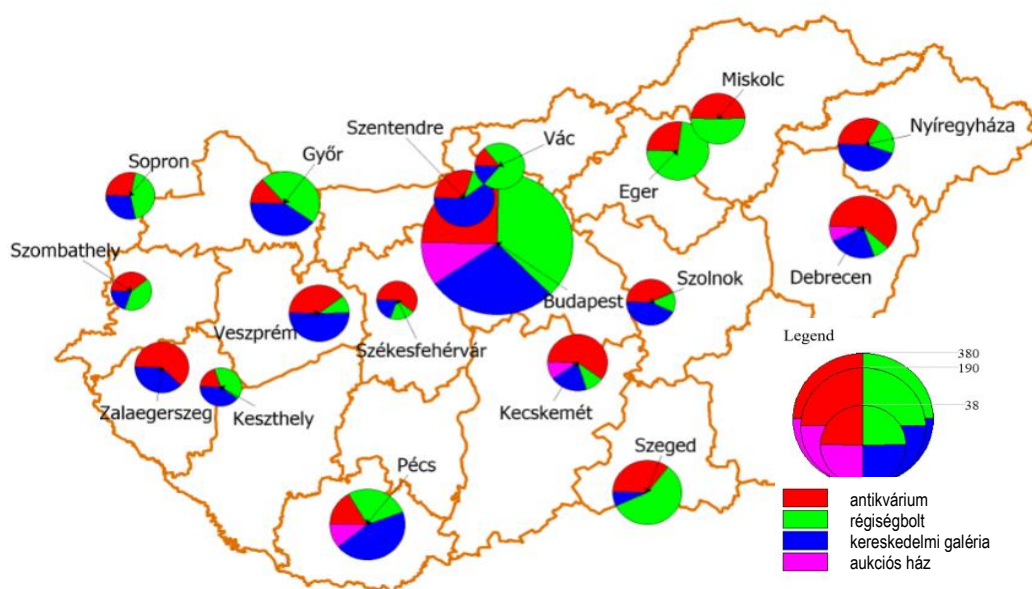 Miskolc
Szentendre
Vác
Nyíregyháza
Győr
Sopron
Eger
Szombathely
Szolnok
Debrecen
Budapest
Veszprém
Székesfehérvár
Legend
380
190
38
Zalaegerszeg
Keszthely
Kecskemét
Szeged
Pécs
antikvárium
régiségbolt
kereskedelmi galéria
aukciós ház